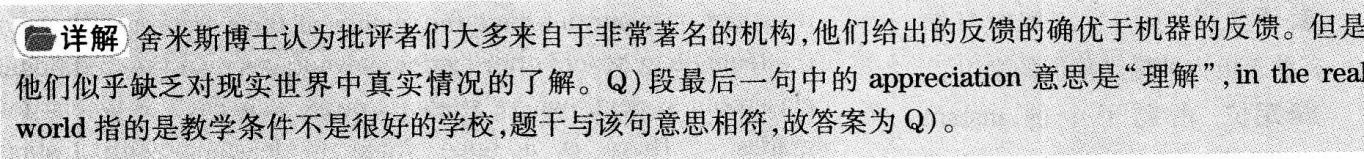 详解 舍米斯博士认为批评者们大多来自于非常著名的机构,他们给出的反馈的确优于机器的反馈。但是
他们似乎缺乏对现实世界中真实情况的了解。Q)段最后一句中的 appreciation 意思是“理解”,in the real
world 指的是教学条件不是很好的学校,题干与该句意思相符,故答案为 Q)。